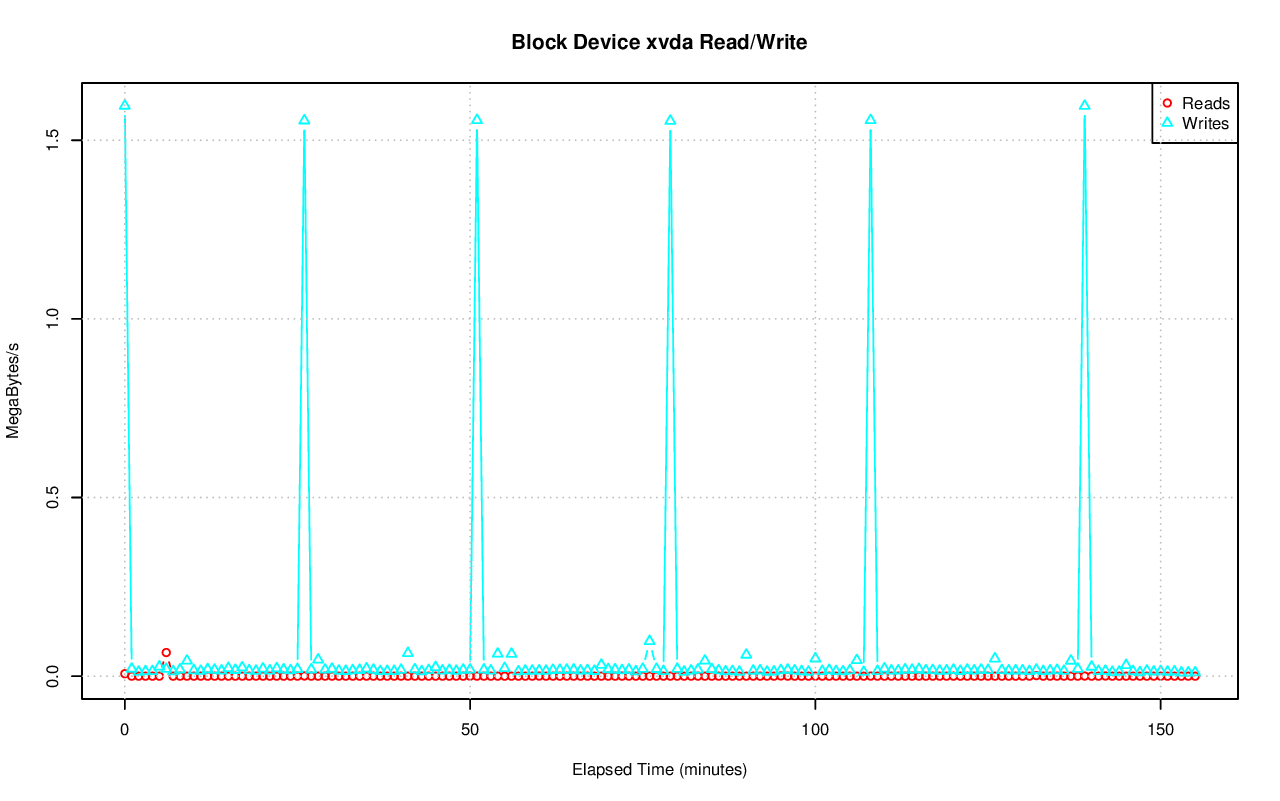 Block Device xvda Read/Write
Reads
Writes
MegaBytes/s
1.5
1.0
0.5
0.0
0
50
100
150
Elapsed Time (minutes)